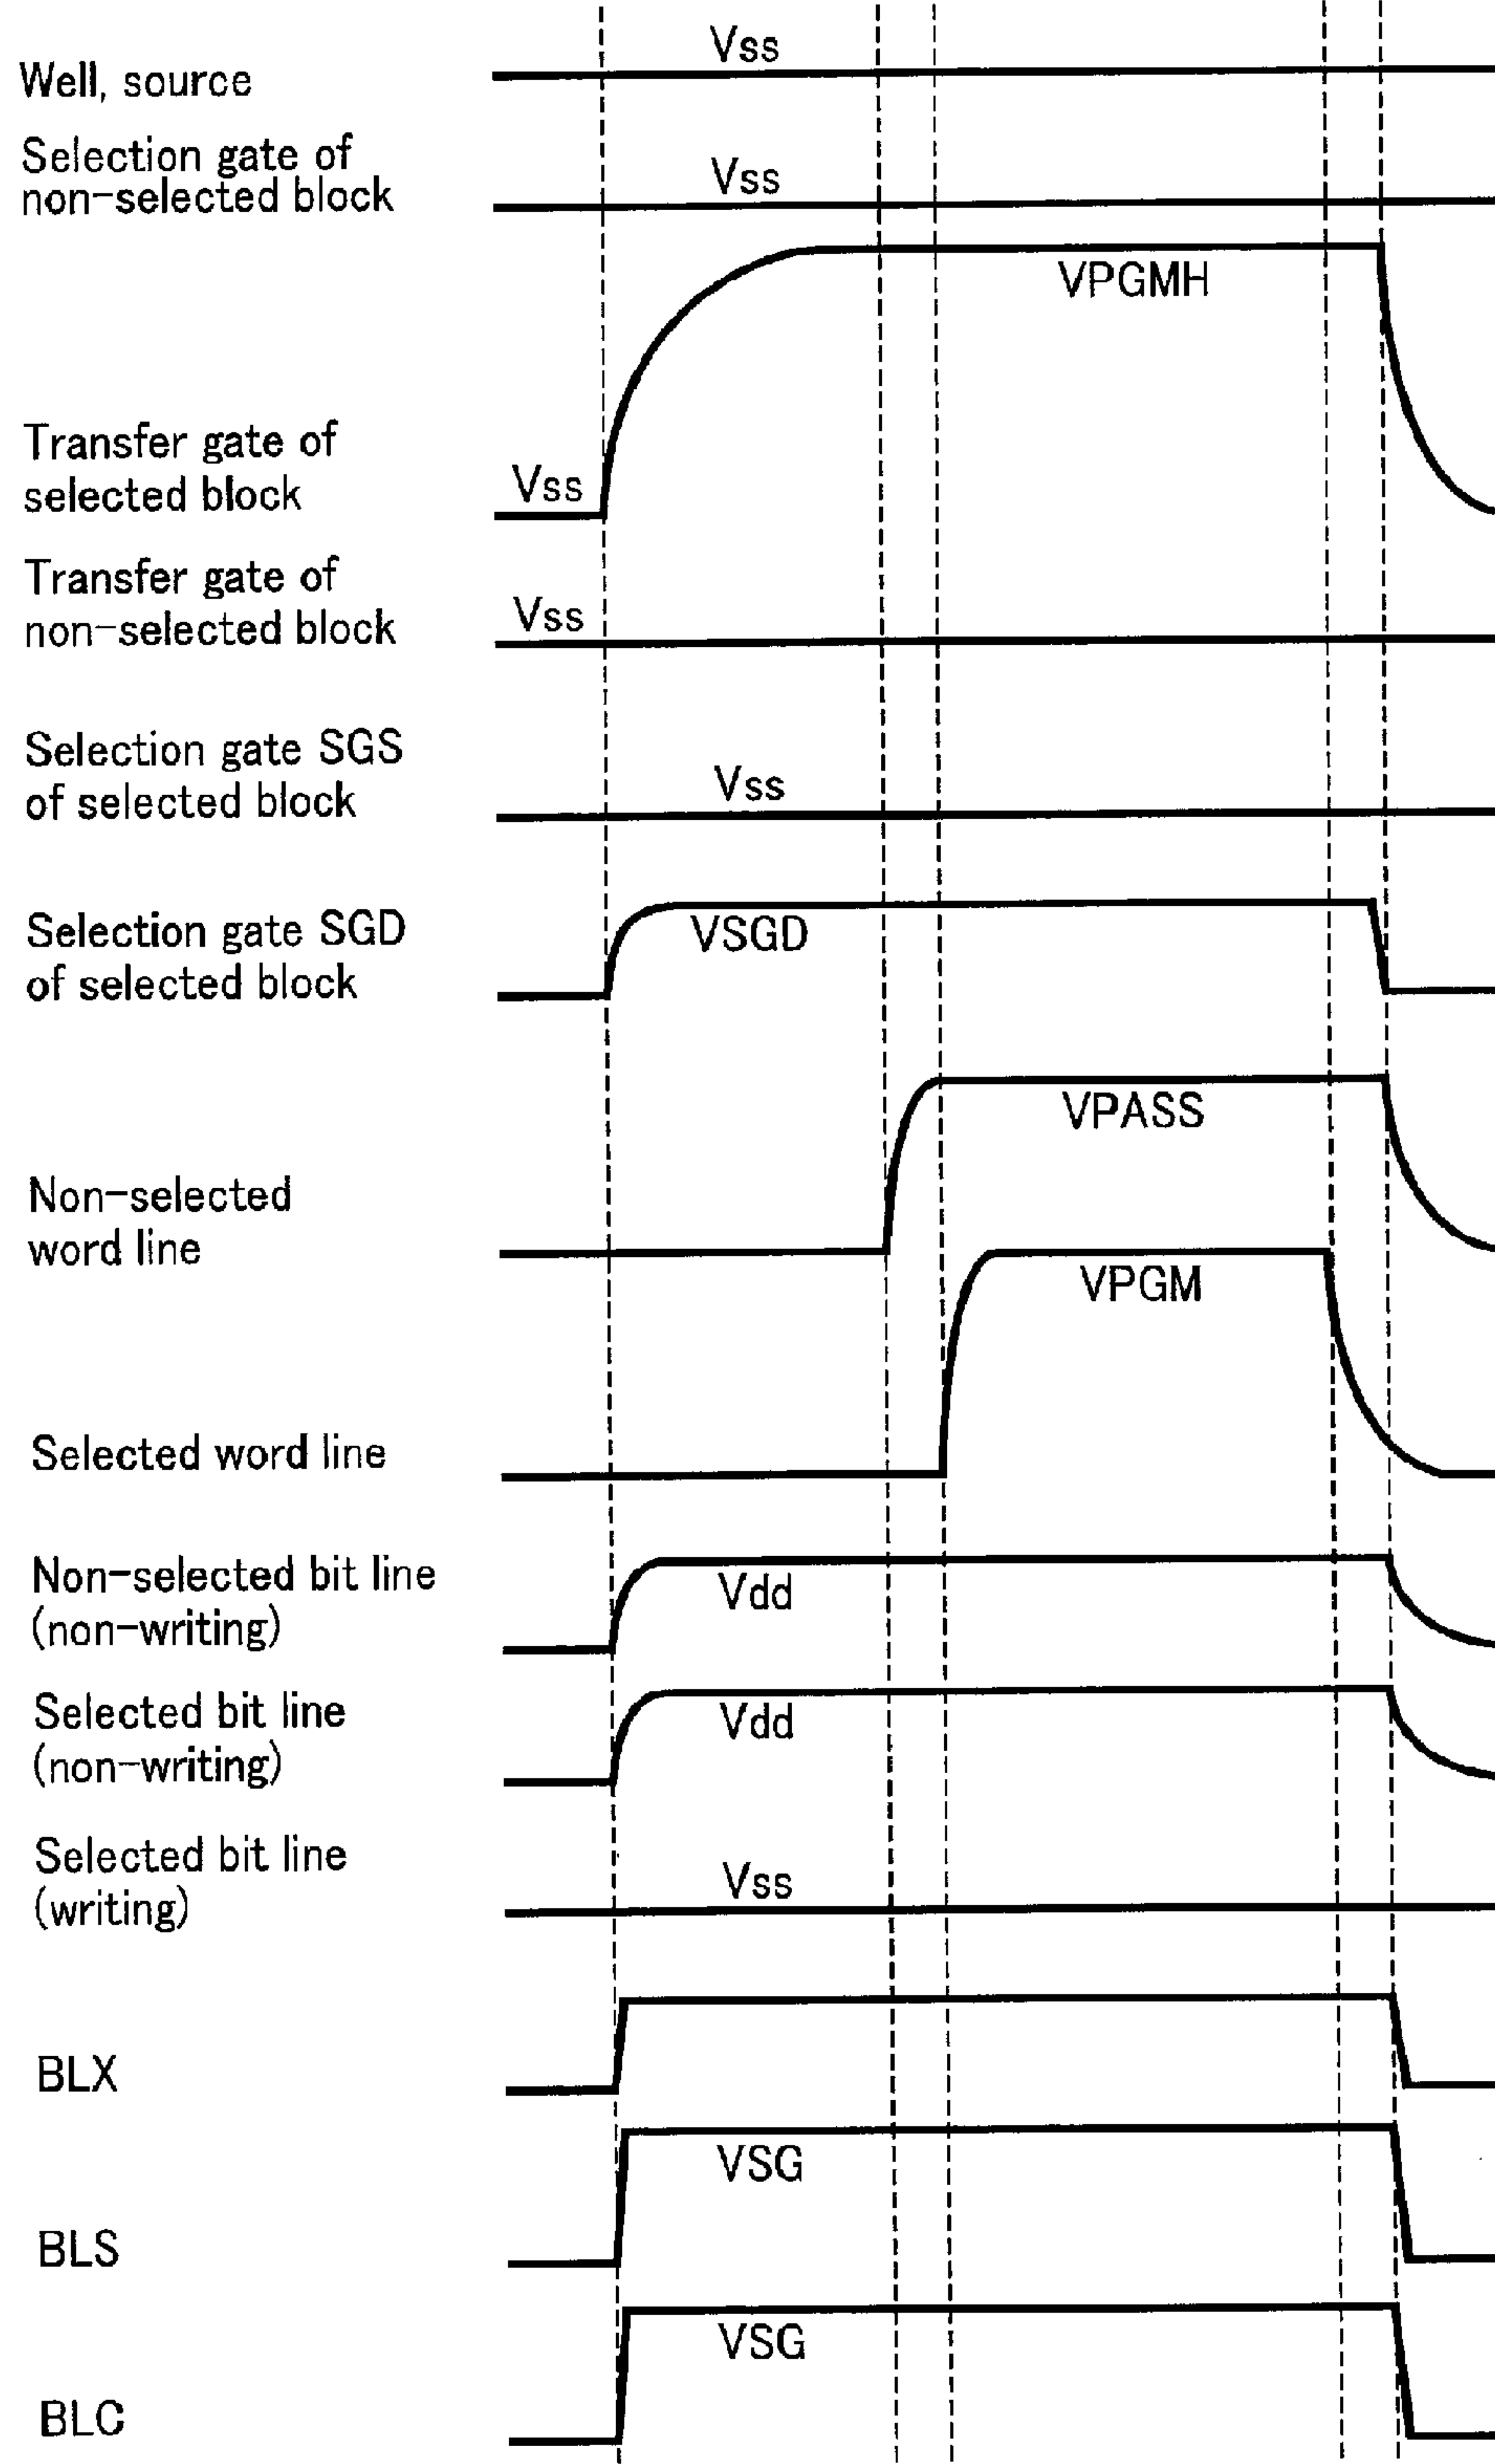 Vss
Well, source
Selection gate of
non-selected block
Vss
VPGMH
Transfer gate of
selected block
Vss
Transfer gate of
non-selected block
Vss
Selection gate SGS
of selected block
Vss
Selection gate SGD
of selected block
VSGD
VPASS
Non-selected
word line
VPGM
Selected word line
Non-selected bit line
(non-writing)
Vdd
Selected bit line
(non-writing)
Vdd
Selected bit line
(writing)
Vss
BLX
VSG
BLS
VSG
BLC